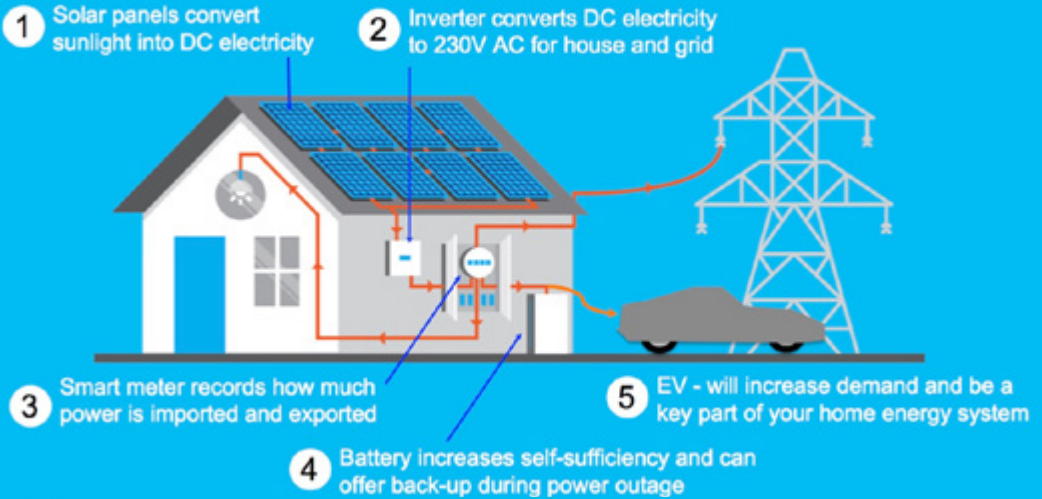 1 Solar panels convert
sunlight into DC electricity
2 Inverter converts DC electricity
to 230V AC for house and grid
3 Smart meter records how much
power is imported and exported
4 Battery increases self-sufficiency and can
offer back-up during power outage
5 EV - will increase demand and be a
key part of your home energy system